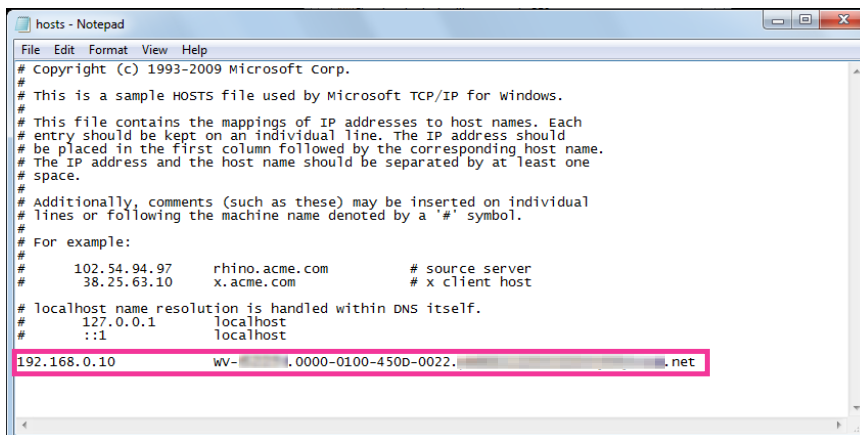 hosts - Notepad
File Edit Format View Help
# Copyright (c) 1993-2009 Microsoft Corp.
#
# This is a sample HOSTS file used by Microsoft TCP/IP for Windows.
#
# This file contains the mappings of IP addresses to host names. Each
# entry should be kept on an individual line. The IP address should
# be placed in the first column followed by the corresponding host name.
# The IP address and the host name should be separated by at least one
# space.
#
# Additionally, comments (such as these) may be inserted on individual
# lines or following the machine name denoted by a '#' symbol.
#
# For example:
#
#      102.54.94.97     rhino.acme.com          # source server
#       38.25.63.10     x.acme.com              # x client host
# localhost name resolution is handled within DNS itself.
#       127.0.0.1       localhost
#       ::1             localhost
192.168.0.10            WV- .0000-0100-450D-0022. .net